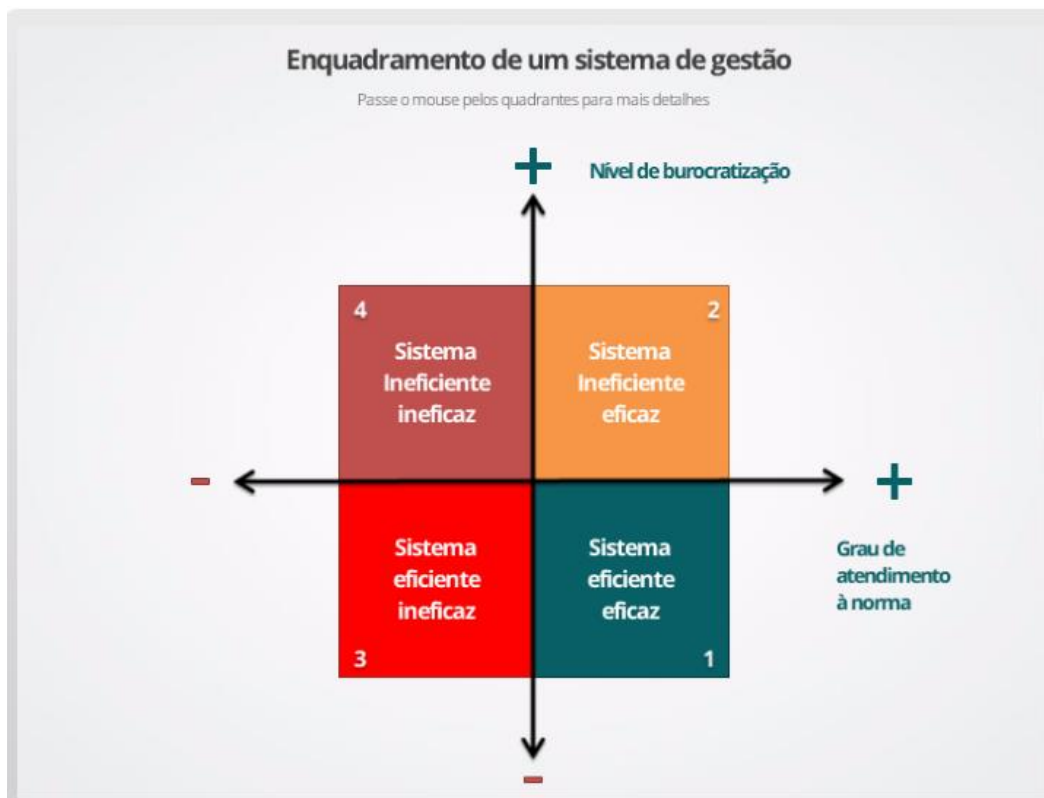 Enquadramento de um sistema de gestão
Passe o mouse pelos quadrantes para mais detalhes
+
Nível de burocratização
4
Sistema
Ineficiente
ineficaz
2
Sistema
Ineficiente
eficaz
-
+
Sistema
eficiente
ineficaz
3
Sistema
eficiente
eficaz
1
Grau de
atendimento
à norma
-